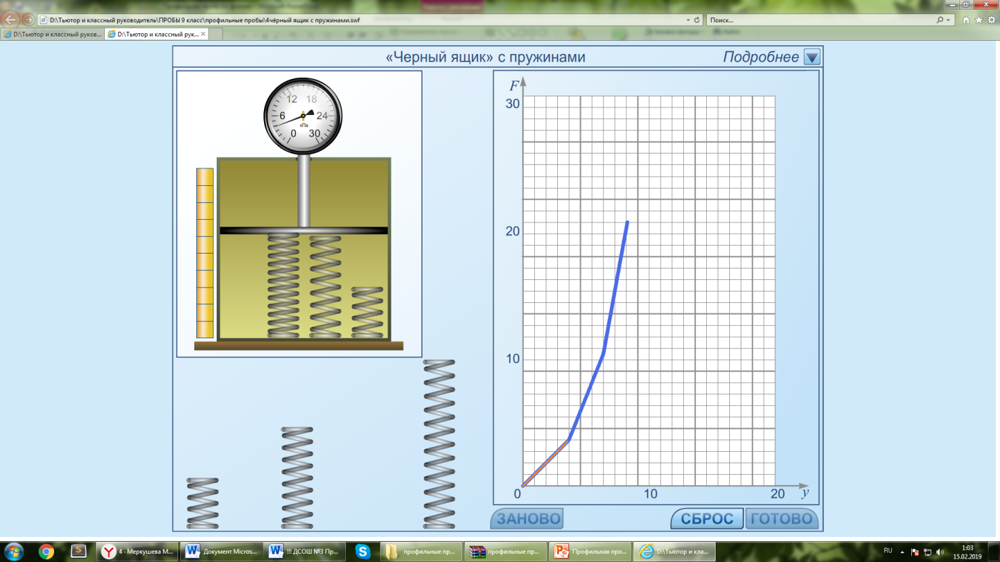 D:\Тьютор и классный руководитель\ПРОБЫ 9 класс\профильные пробы\4чёрный ящик с пружинами.swf
Поиск...
D:\Тьютор и классный руков...
D:\Тьютор и классный рук...
«Черный ящик» с пружинами
Подробнее
12 18
6 24
кПа
0 30
F
30
20
10
0 10 20 y
ЗАНОВО СБРОС ГОТОВО
4 - Меркушева М...
Документ Micros...
!!! ДСОШ №3 Пр...
профильные пр...
профильные пр...
Профильная про...
D:\Тьютор и кла...
RU
1:03
15.02.2019